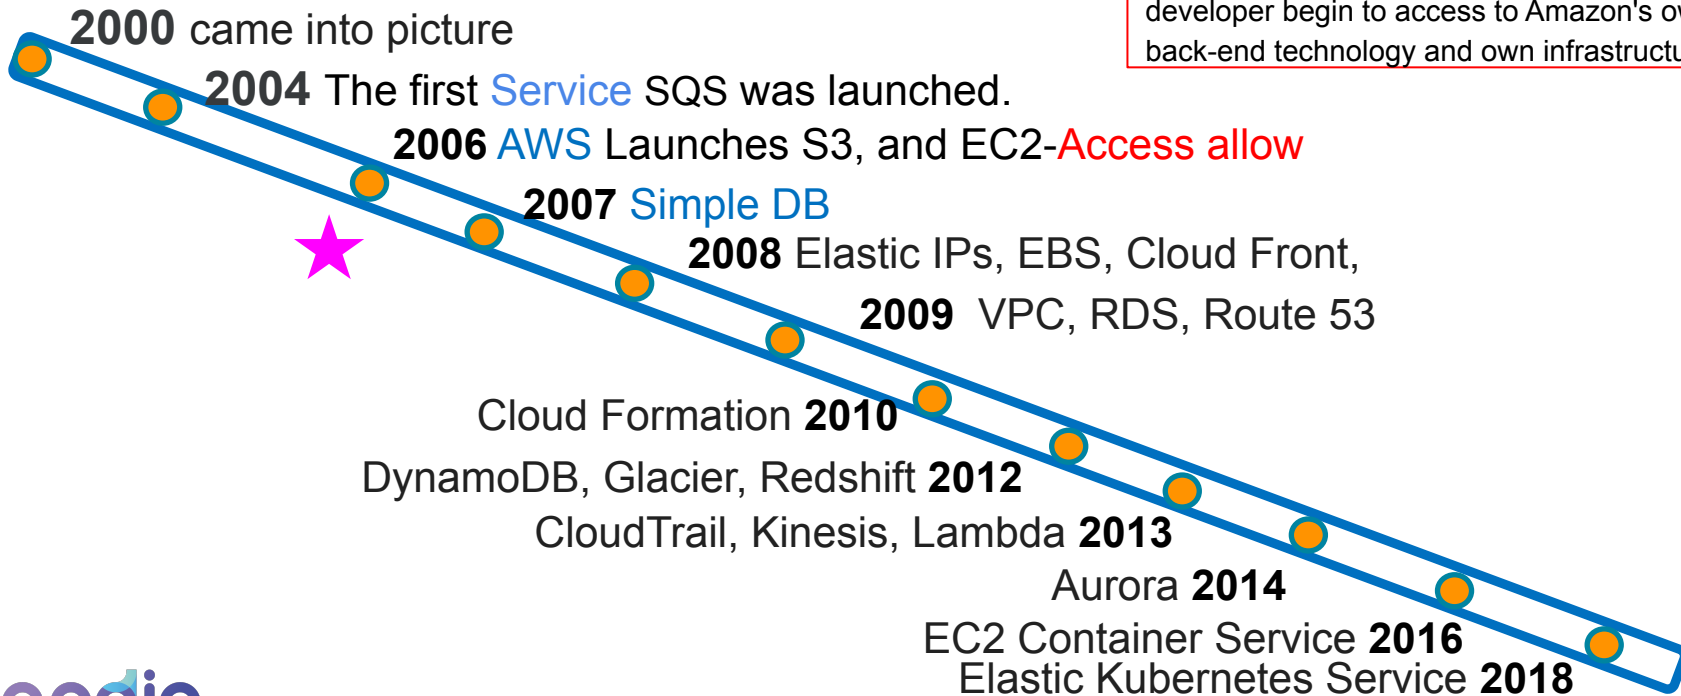 developer begin to access to Amazon's
back-end technology and own
2000 came into picture
2004 The first Service SQS was launched.
2006 AWS Launches S3, and EC2-Access allow
2007 Simple DB
2008 Elastic IPs, EBS, Cloud Front,
2009 VPC, RDS, Route 53
Cloud Formation 2010
DynamoDB, Glacier, Redshift 2012
CloudTrail, Kinesis, Lambda 2013
Aurora 2014
EC2 Container Service 2016
Elastic Kubernetes Service 2018